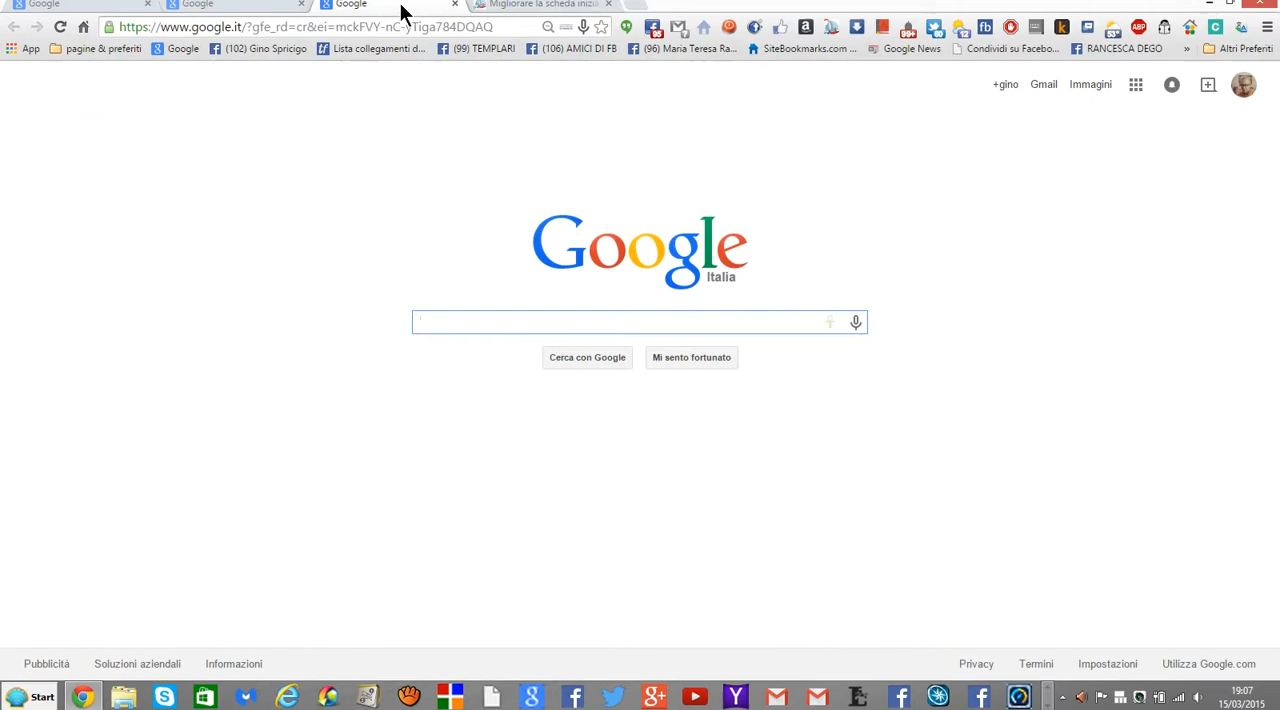 Google
Google
Google
Migliorare la scheda inizi
https://www.google.it/?gfe_rd=cr&ei=mckFVY-nC-yTiga784DQAQ
App
pagine & preferiti
Google
(102) Gino Spricigo
Lista collegamenti d...
(99) TEMPLARI
(106) AMICI DI FB
(96) Maria Teresa Ra...
SiteBookmarks.com ...
Google News
Condividi su Facebo...
RANCESCA DEGO
»
Altri Preferiti
+gino
Gmail
Immagini
Google
Italia
Cerca con Google
Mi sento fortunato
Pubblicità
Soluzioni aziendali
Informazioni
Privacy
Termini
Impostazioni
Utilizza Google.com
Start
19:07
15/03/2015